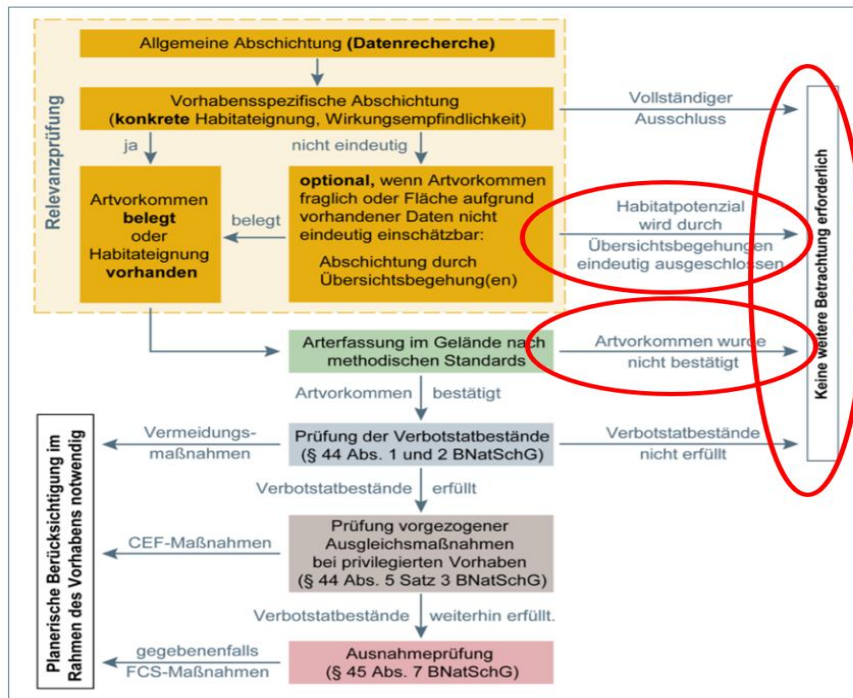 Relevanzprüfung
Allgemeine Abschichtung (Datenrecherche)
Vorhabensspezifische Abschichtung
(konkrete Habitateignung, Wirkungsempfindlichkeit)
Vollständiger
Ausschluss
ja
nicht eindeutig
Artvorkommen
belegt
oder
Habitateignung
vorhanden
belegt
optional, wenn Artvorkommen
fraglich oder Fläche aufgrund
vorhandener Daten nicht
eindeutig einschätzbar:
Abschichtung durch
Übersichtsbegehung(en)
Habitatpotenzial
wird durch
Übersichtsbegehungen
eindeutig ausgeschlossen
Keine weitere Betrachtung erforderlich
Arterfassung im Gelände nach
methodischen Standards
Artvorkommen wurde
nicht bestätigt
Artvorkommen bestätigt
Planerische Berücksichtigung im
Rahmen des Vorhabens notwendig
Vermeidungs-
maßnahmen
Prüfung der Verbotstatbestände
(§ 44 Abs. 1 und 2 BNatSchG)
Verbotstatbestände
nicht erfüllt
Verbotstatbestände erfüllt
CEF-Maßnahmen
Prüfung vorgezogener
Ausgleichsmaßnahmen
bei privilegierten Vorhaben
(§ 44 Abs. 5 Satz 3 BNatSchG)
Verbotstatbestände weiterhin erfüllt.
gegebenenfalls
FCS-Maßnahmen
Ausnahmeprüfung
(§ 45 Abs. 7 BNatSchG)